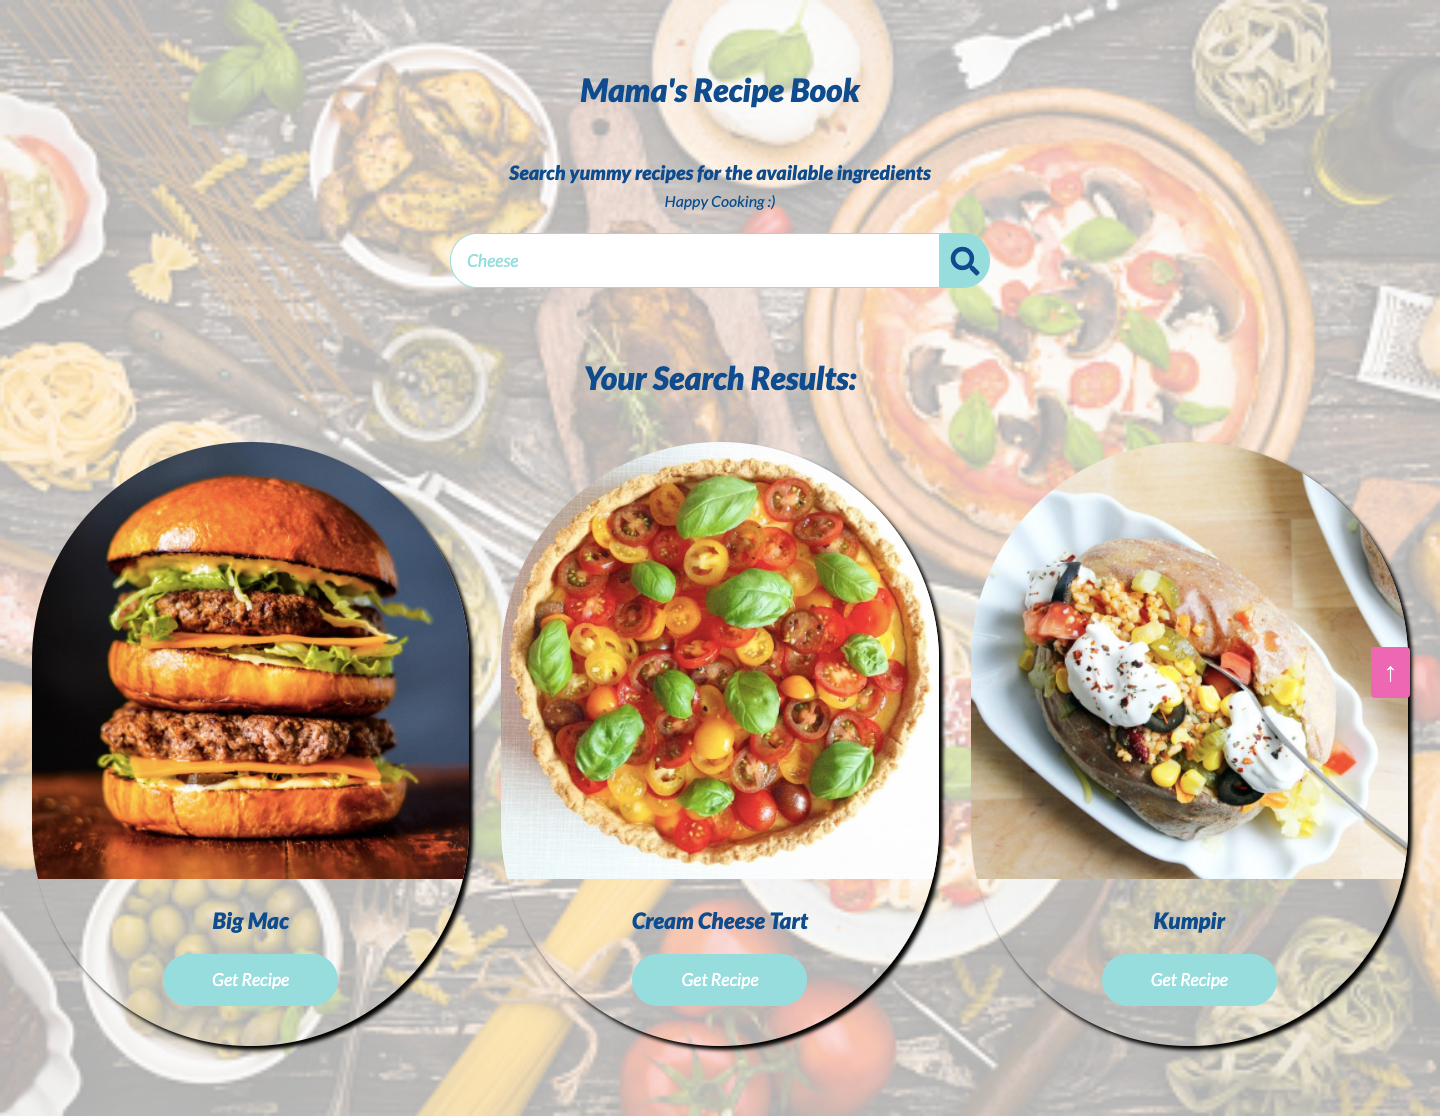 Mama's Recipe Book
Search yummy recipes for the available ingredients
Happy Cooking :)
Cheese
Your Search Results:
↑
Big Mac
Cream Cheese Tart
Kumpir
Get Recipe
Get Recipe
Get Recipe